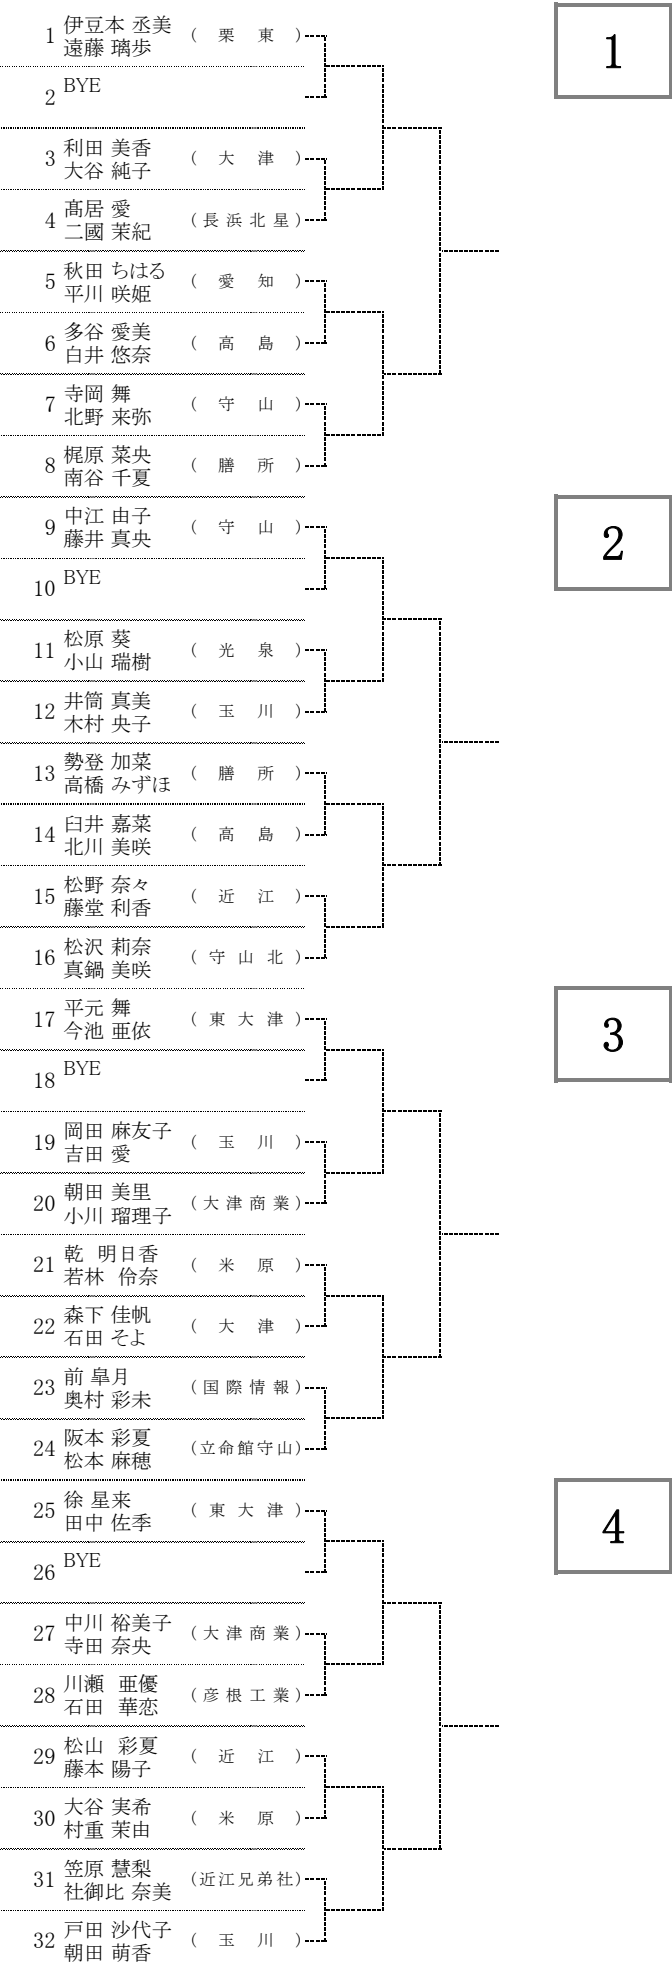 1 伊豆本 丞美 ( 栗 東 )
遠藤 璃歩
1
2 BYE
3 利田 美香 ( 大 津 )
大谷 純子
4 髙居 愛 (長浜北星)
二國 茉紀
5 秋田 ちはる ( 愛 知 )
平川 咲姫
6 多谷 愛美 ( 高 島 )
白井 悠奈
7 寺岡 舞 ( 守 山 )
北野 来弥
8 梶原 菜央 ( 膳 所 )
南谷 千夏
9 中江 由子 ( 守 山 )
藤井 真央
2
10 BYE
11 松原 葵 ( 光 泉 )
小山 瑞樹
12 井筒 真美 ( 玉 川 )
木村 央子
13 勢登 加菜 ( 膳 所 )
高橋 みずほ
14 臼井 嘉菜 ( 高 島 )
北川 美咲
15 松野 奈々 ( 近 江 )
藤堂 利香
16 松沢 莉奈 ( 守 山 北 )
真鍋 美咲
17 平元 舞 ( 東 大 津 )
今池 亜依
3
18 BYE
19 岡田 麻友子 ( 玉 川 )
吉田 愛
20 朝田 美里 (大津商業)
小川 瑠理子
21 乾 明日香 ( 米 原 )
若林 伶奈
22 森下 佳帆 ( 大 津 )
石田 そよ
23 前 皐月 (国際情報)
奥村 彩未
24 阪本 彩夏 (立命館守山)
松本 麻穂
25 徐 星来 ( 東 大 津 )
田中 佐季
4
26 BYE
27 中川 裕美子 (大津商業)
寺田 奈央
28 川瀬 亜優 (彦根工業)
石田 華恋
29 松山 彩夏 ( 近 江 )
藤本 陽子
30 大谷 実希 ( 米 原 )
村重 茉由
31 笠原 慧梨 (近江兄弟社)
社御比 奈美
32 戸田 沙代子 ( 玉 川 )
朝田 萌香